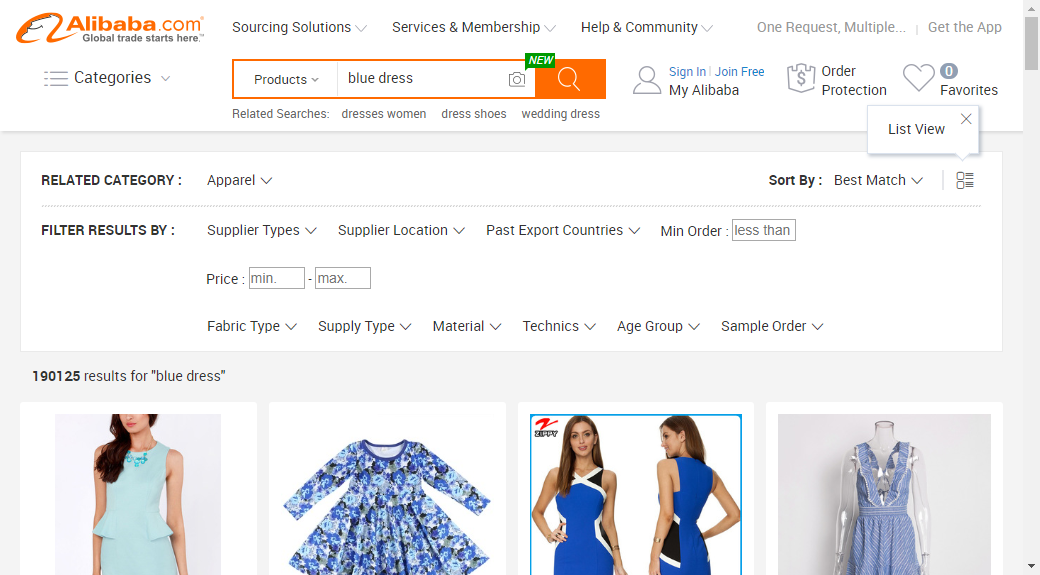 Alibaba.com
Global trade starts here.™
Sourcing Solutions
Services & Membership
Help & Community
One Request, Multiple...
Get the App
Categories
Products
blue dress
NEW
Sign In
Join Free
My Alibaba
Order
Protection
0
Favorites
Related Searches:
dresses women
dress shoes
wedding dress
List View
RELATED CATEGORY :
Apparel
Sort By :
Best Match
FILTER RESULTS BY :
Supplier Types
Supplier Location
Past Export Countries
Min Order :
less than
Price :
min.
-
max.
Fabric Type
Supply Type
Material
Technics
Age Group
Sample Order
190125 results for "blue dress"
ZIPPY